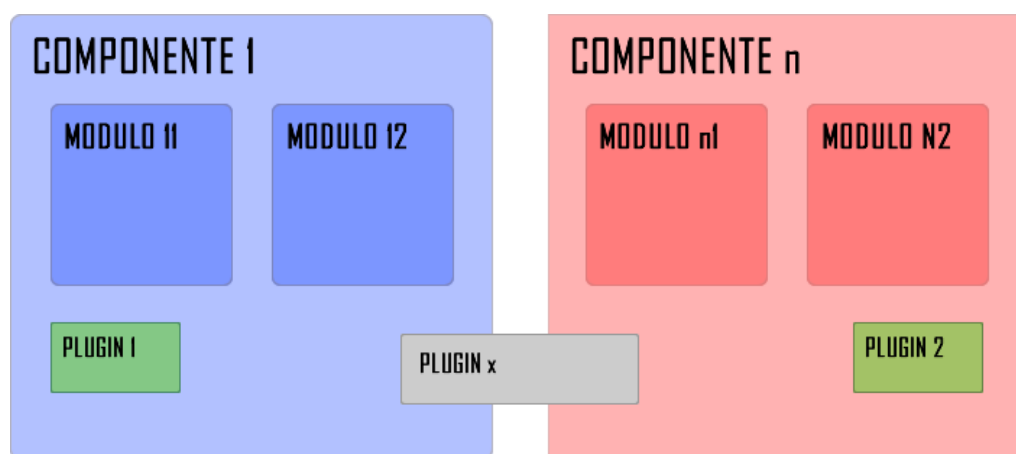 COMPONENTE 1
MODULO 11
MODULO 12
PLUGIN 1
PLUGIN x
COMPONENTE n
MODULO n1
MODULO N2
PLUGIN 2